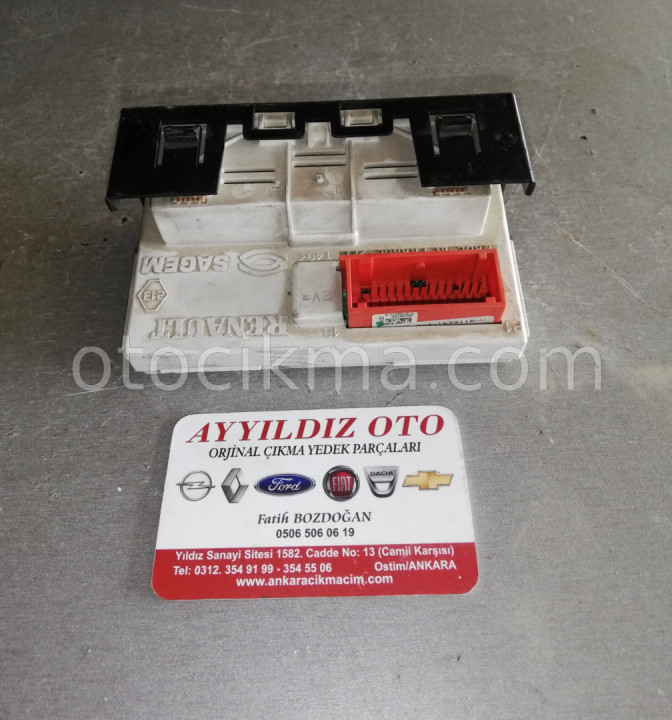 SAGEM
RENAULT
otocikma.com
AYYILDIZ OTO
ORJİNAL ÇIKMA YEDEK PARÇALARI
Ford
FIAT
DACIA
Fatih BOZDOĞAN
0506 506 06 19
Yıldız Sanayi Sitesi 1582. Cadde No: 13 (Camii Karşısı)
Tel: 0312. 354 91 99 - 354 55 06 Ostim/ANKARA
www.ankaracikmacim.com